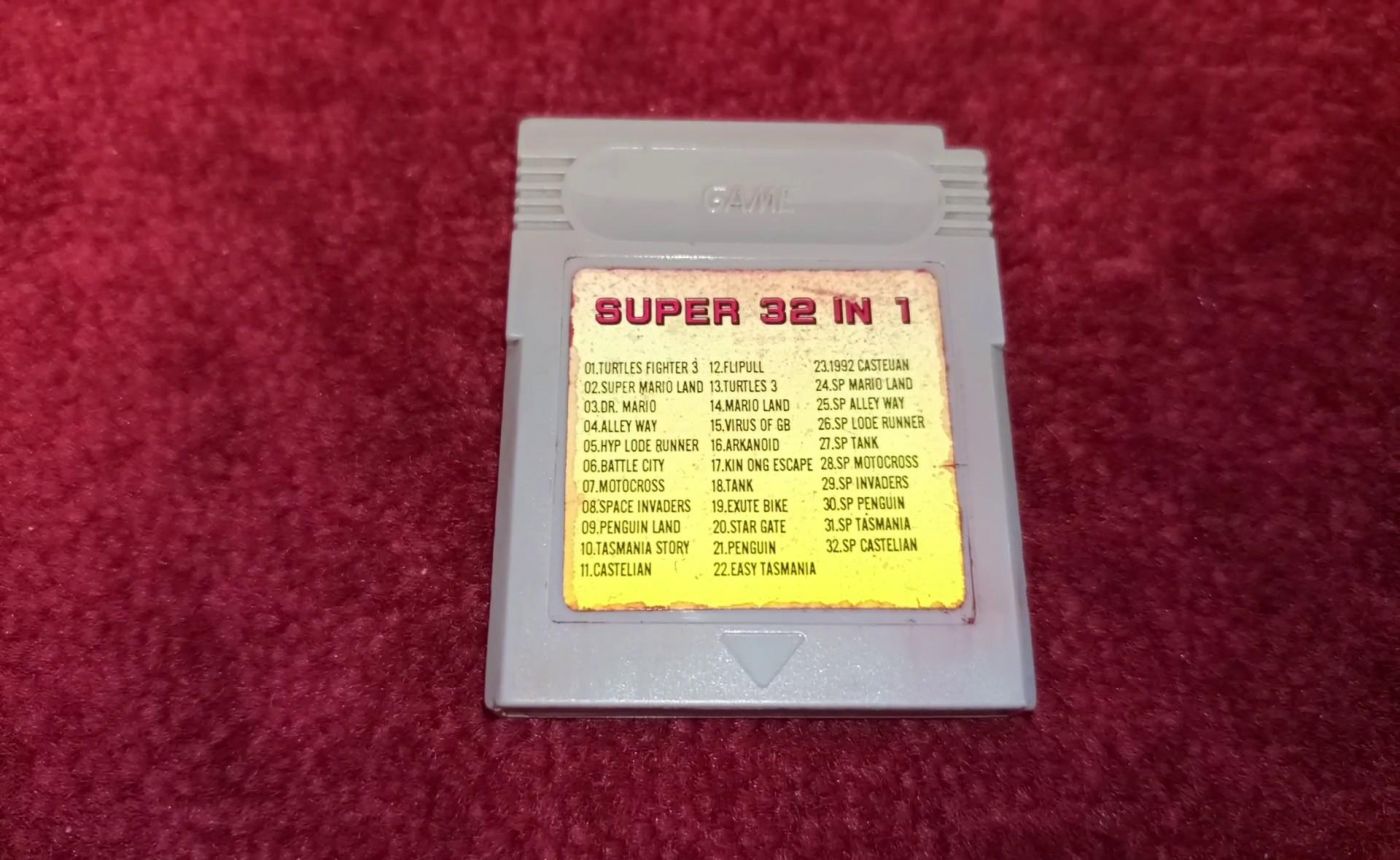 GAME
SUPER 32 IN 1
01.TURTLES FIGHTER 3
02.SUPER MARIO LAND
03.DR. MARIO
04.ALLEY WAY
05.HYP LODE RUNNER
06.BATTLE CITY
07.MOTOCROSS
08.SPACE INVADERS
09.PENGUIN LAND
10.TASMANIA STORY
11.CASTELIAN
12.FLIPULL
13.TURTLES 3
14.MARIO LAND
15.VIRUS OF GB
16.ARKANOID
17.KIN ONG ESCAPE
18.TANK
19.EXUTE BIKE
20.STAR GATE
21.PENGUIN
22.EASY TASMANIA
23.1992 CASTEUAN
24.SP MARIO LAND
25.SP ALLEY WAY
26.SP LODE RUNNER
27.SP TANK
28.SP MOTOCROSS
29.SP INVADERS
30.SP PENGUIN
31.SP TASMANIA
32.SP CASTELIAN